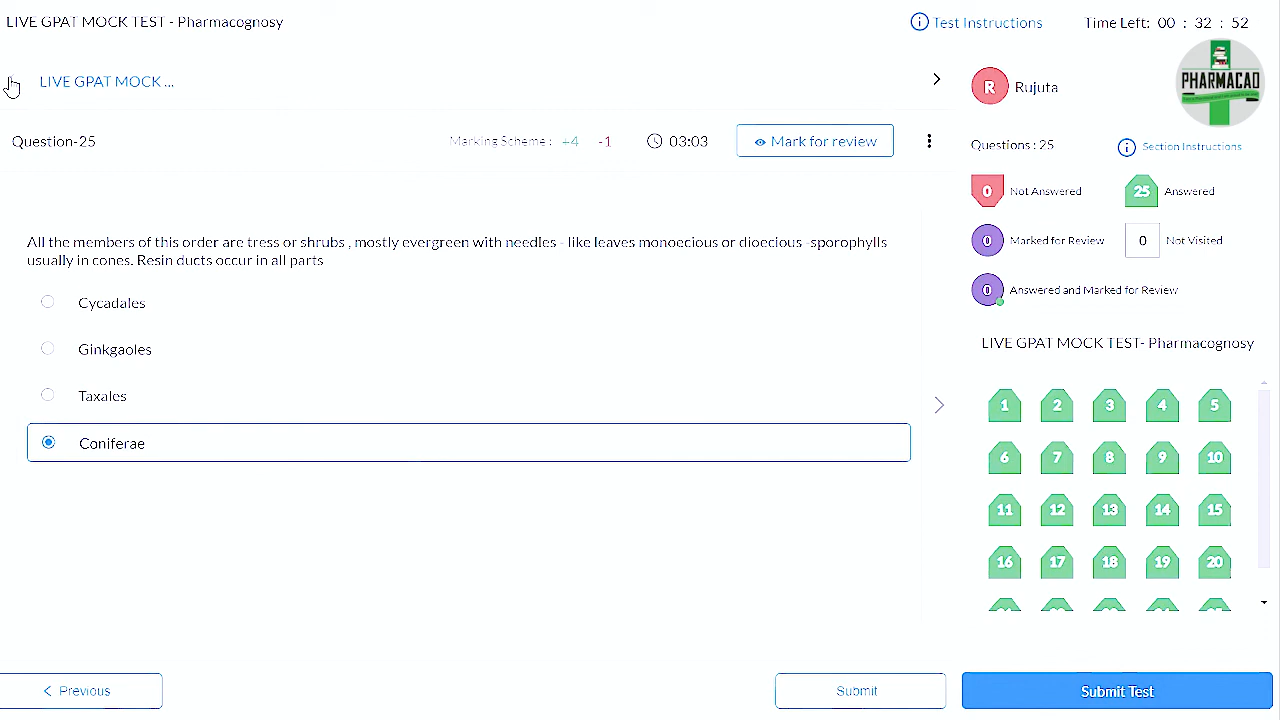 LIVE GPAT MOCK TEST - Pharmacognosy
Test Instructions
Time Left: 00 : 32 : 52
LIVE GPAT MOCK ...
R Rujuta
PHARMACAD
Question-25
Marking Scheme: +4 -1
03:03
Mark for review
Questions : 25
Section Instructions
0 Not Answered
25 Answered
0 Marked for Review
0 Not Visited
0 Answered and Marked for Review
All the members of this order are tress or shrubs , mostly evergreen with needles - like leaves monoecious or dioecious -sporophylls
usually in cones. Resin ducts occur in all parts
Cycadales
Ginkgaoles
Taxales
Coniferae
LIVE GPAT MOCK TEST- Pharmacognosy
1 2 3 4 5
6 7 8 9 10
11 12 13 14 15
16 17 18 19 20
Previous
Submit
Submit Test